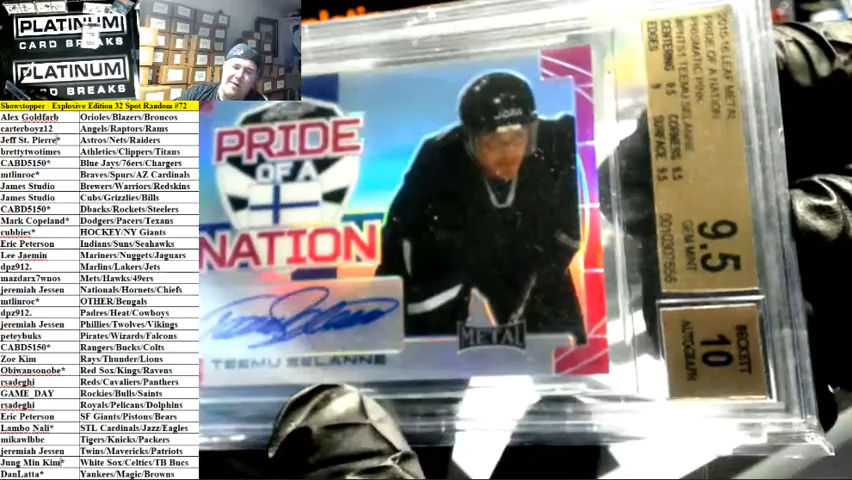 PLATINUM
CARD BREAKS
PLATINUM
CARD BREAKS
Showstopper - Explosive Edition 32 Spot Random #72
Alex Goldfarb Orioles/Blazers/Broncos
carterboyz12 Angels/Raptors/Rams
Jeff St. Pierre* Astros/Nets/Raiders
brettytwotimes Athletics/Clippers/Titans
CABD5150* Blue Jays/76ers/Chargers
mtlinroc* Braves/Spurs/AZ Cardinals
James Studio Brewers/Warriors/Redskins
James Studio Cubs/Grizzlies/Bills
CABD5150* Dbacks/Rockets/Steelers
Mark Copeland* Dodgers/Pacers/Texans
cubbies* HOCKEY/NY Giants
Eric Peterson Indians/Suns/Seahawks
Lee Jaemin Mariners/Nuggets/Jaguars
dpz912. Marlins/Lakers/Jets
mazdarx7wnos Mets/Hawks/49ers
jeremiah Jessen Nationals/Hornets/Chiefs
mtlinroc* OTHER/Bengals
dpz912. Padres/Heat/Cowboys
jeremiah Jessen Phillies/Twolves/Vikings
peteybuks Pirates/Wizards/Falcons
CABD5150* Rangers/Bucks/Colts
Zoe Kim Rays/Thunder/Lions
Obiwansonobe* Red Sox/Kings/Ravens
rsadeghi Reds/Cavaliers/Panthers
GAME_DAY Rockies/Bulls/Saints
rsadeghi Royals/Pelicans/Dolphins
Eric Peterson SF Giants/Pistons/Bears
Lambo Nali* STL Cardinals/Jazz/Eagles
mikawlbbc Tigers/Knicks/Packers
jeremiah Jessen Twins/Mavericks/Patriots
Jung Min Kim* White Sox/Celtics/TB Bucs
DanLatta* Yankees/Magic/Browns
PRIDE
OF A
NATION
TEEMU SELANNE
METAL
2015-16 LEAF METAL
PRIDE OF A NATION
PRISMATIC PINK
#PNTS1 TEEMU SELANNE
CENTERING 9.5 CORNERS 9.5
EDGES 9 SURFACE 9.5
9.5
GEM MINT
BECKETT
10
AUTOGRAPH